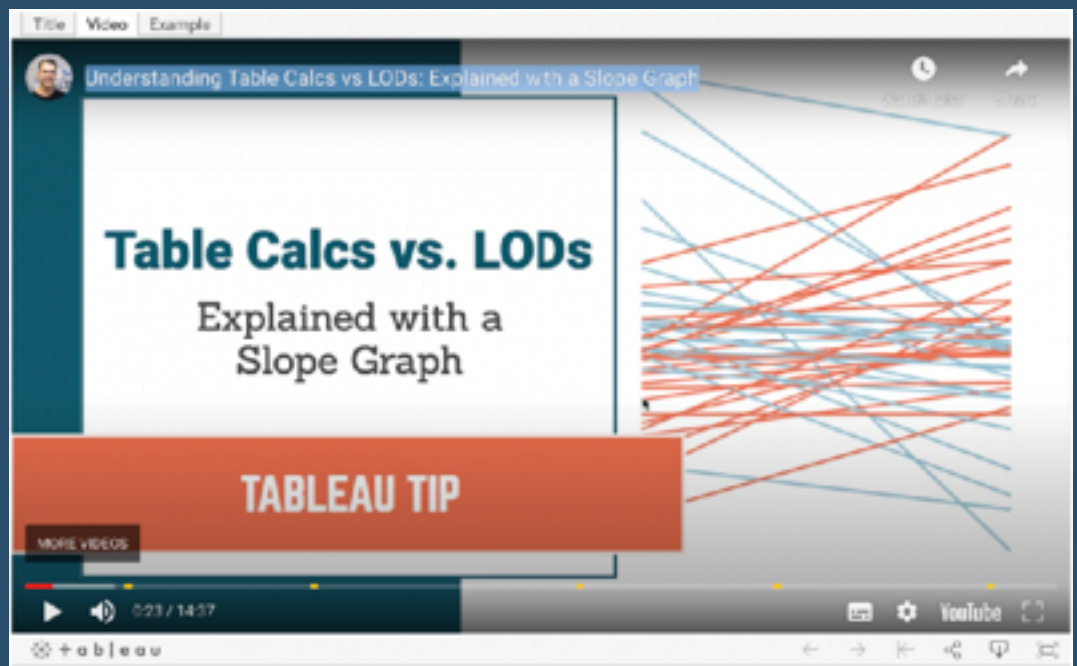 Title Video Example
Understanding Table Calcs vs LODs: Explained with a Slope Graph
Table Calcs vs. LODs
Explained with a
Slope Graph
TABLEAU TIP
MORE VIDEOS
0:23 / 14:37
YouTube
+ableau